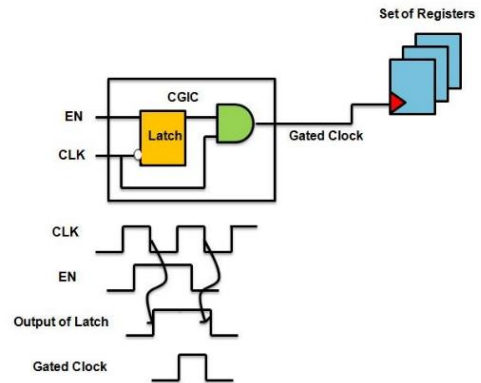 Set of Registers
CGIC
EN
Latch
CLK
Gated Clock
CLK
EN
Output of Latch
Gated Clock